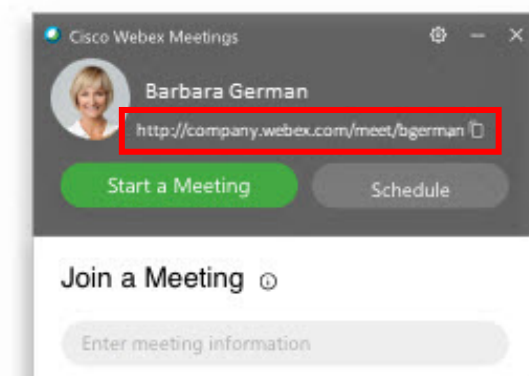 Cisco Webex Meetings
Barbara German
http://company.webex.com/meet/bgerman
Start a Meeting
Schedule
Join a Meeting
Enter meeting information